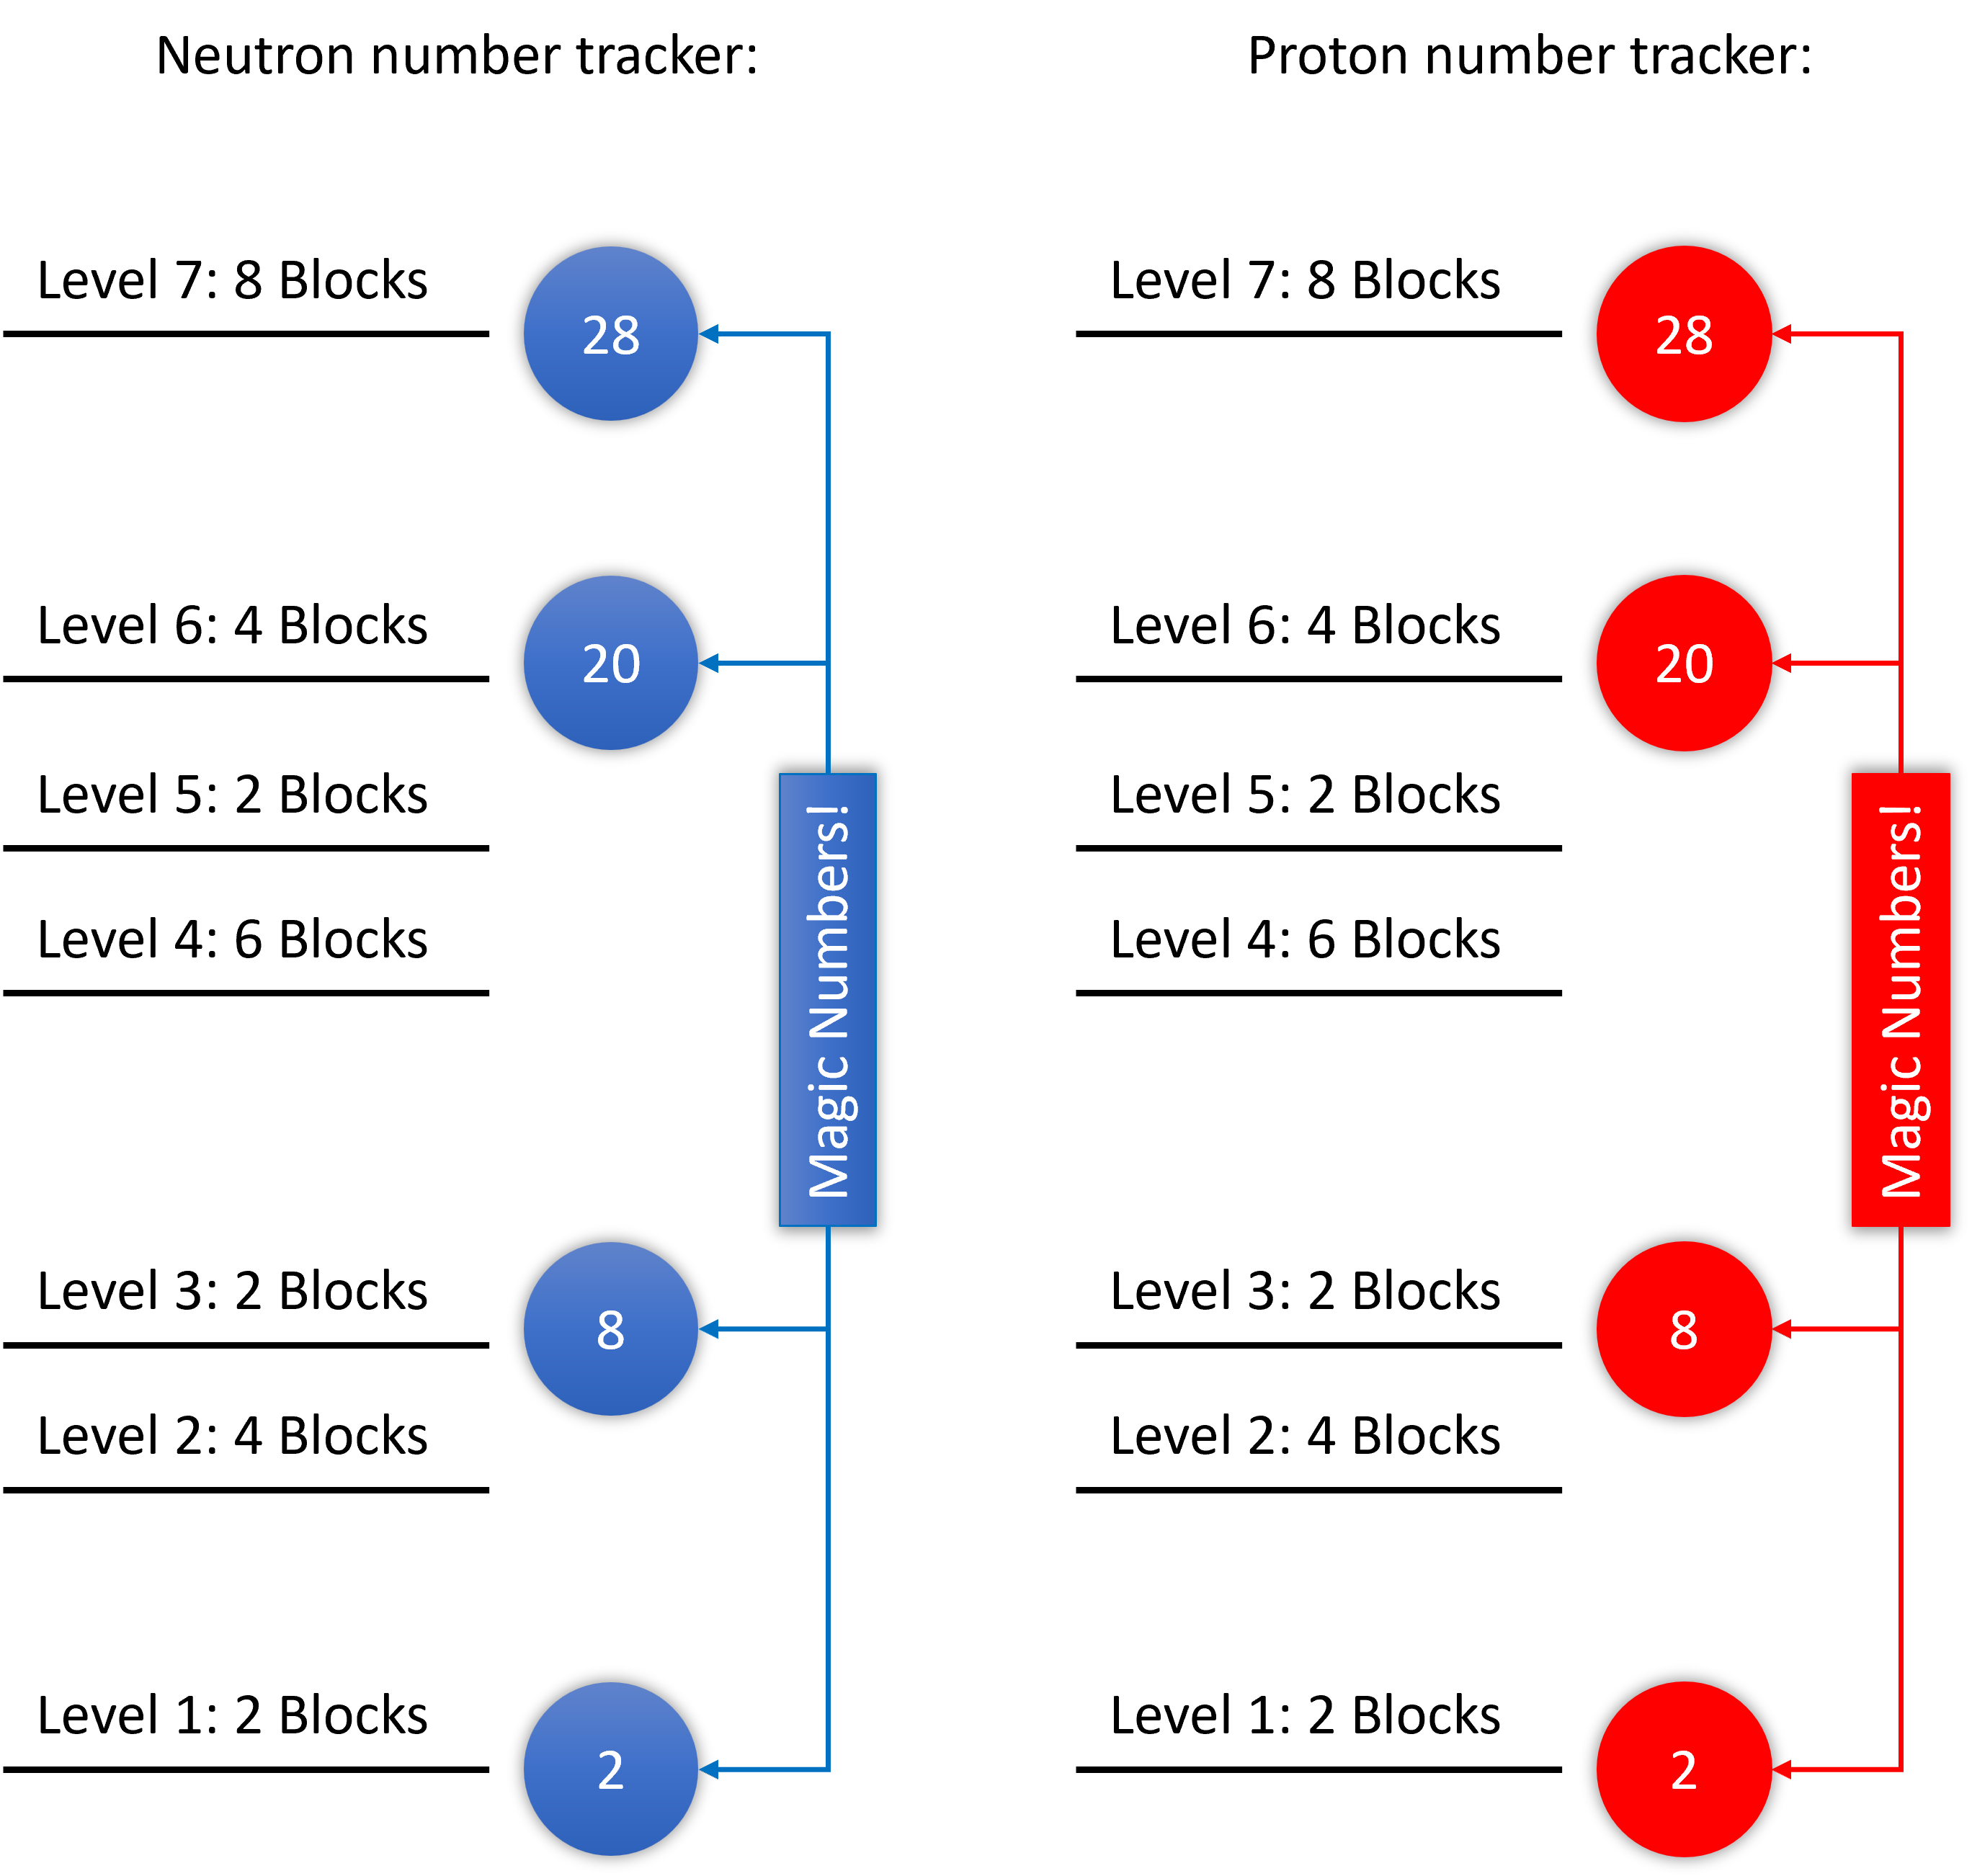 Neutron number tracker:
Level 7: 8 Blocks
28
Level 6: 4 Blocks
20
Level 5: 2 Blocks
Level 4: 6 Blocks
Magic Numbers!
Level 3: 2 Blocks
8
Level 2: 4 Blocks
Level 1: 2 Blocks
2
Proton number tracker:
Level 7: 8 Blocks
28
Level 6: 4 Blocks
20
Level 5: 2 Blocks
Level 4: 6 Blocks
Magic Numbers!
Level 3: 2 Blocks
8
Level 2: 4 Blocks
Level 1: 2 Blocks
2